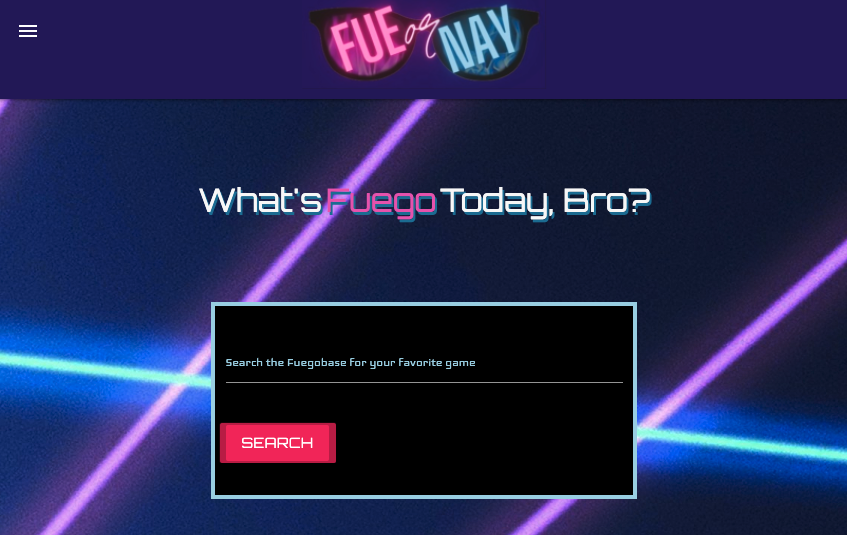 FUE or NAY
What's Fuego Today, Bro?
Search the Fuegobase for your favorite game
SEARCH